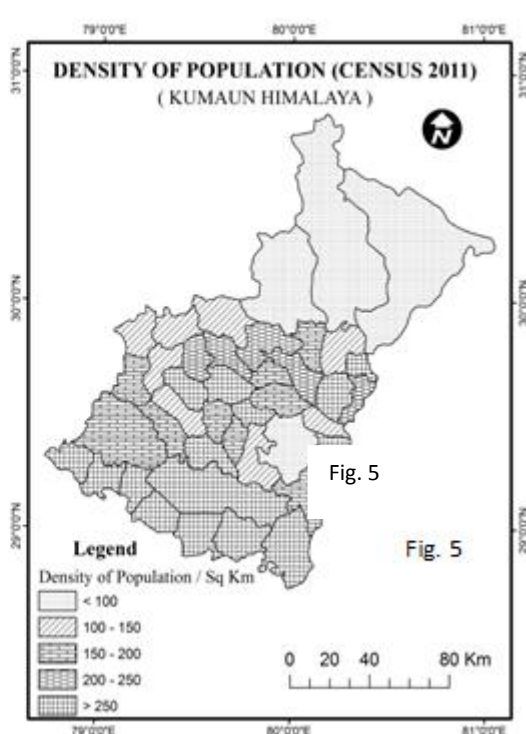 79°0'0"E 80°0'0"E 81°0'0"E
DENSITY OF POPULATION (CENSUS 2011)
( KUMAUN HIMALAYA )
N
31°0'0"N 31°0'0"N
30°0'0"N 30°0'0"N
29°0'0"N 29°0'0"N
Fig. 5
Fig. 5
Legend
Density of Population / Sq Km
< 100
100 - 150
150 - 200
200 - 250
> 250
0 20 40 80 Km
79°0'0"E 80°0'0"E 81°0'0"E